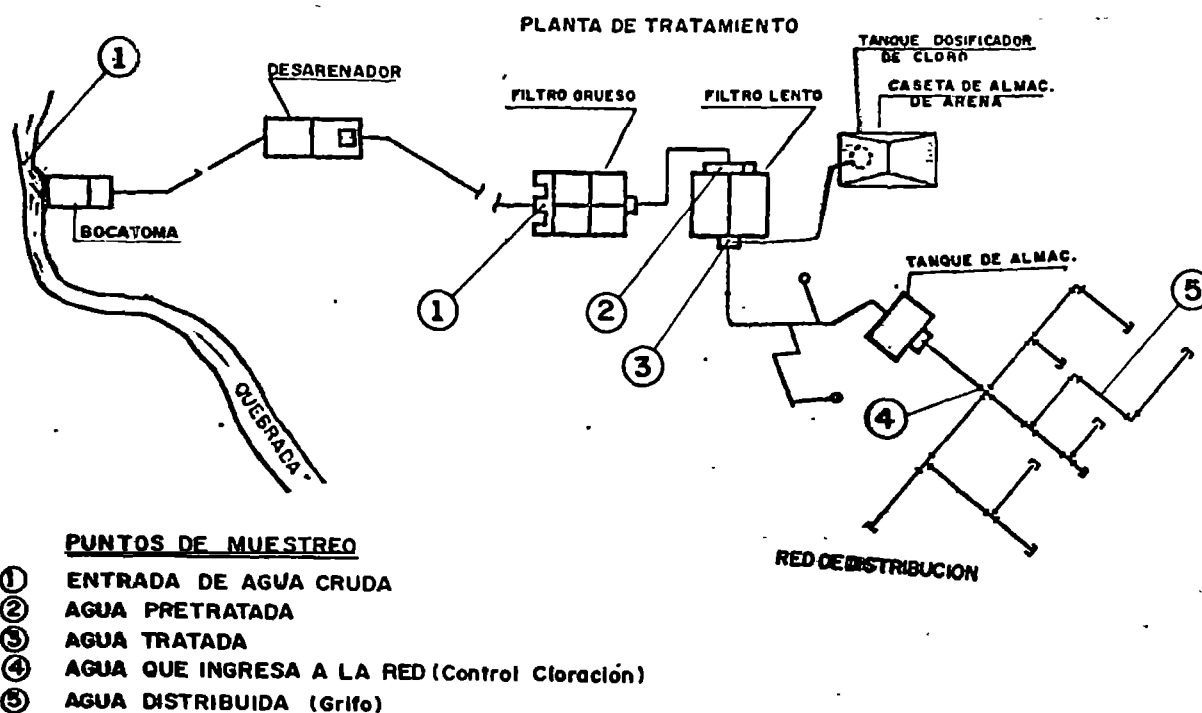 PLANTA DE TRATAMIENTO
1
DESARENADOR
TANQUE DOSIFICADOR
DE CLORO
FILTRO GRUESO
FILTRO LENTO
CASETA DE ALMAC.
DE ARENA
BOCATOMA
1
2
3
TANQUE DE ALMAC.
5
4
QUEBRADA
RED DE DISTRIBUCION
PUNTOS DE MUESTREO
1 ENTRADA DE AGUA CRUDA
2 AGUA PRETRATADA
3 AGUA TRATADA
4 AGUA QUE INGRESA A LA RED (Control Cloración)
5 AGUA DISTRIBUIDA (Grifo)